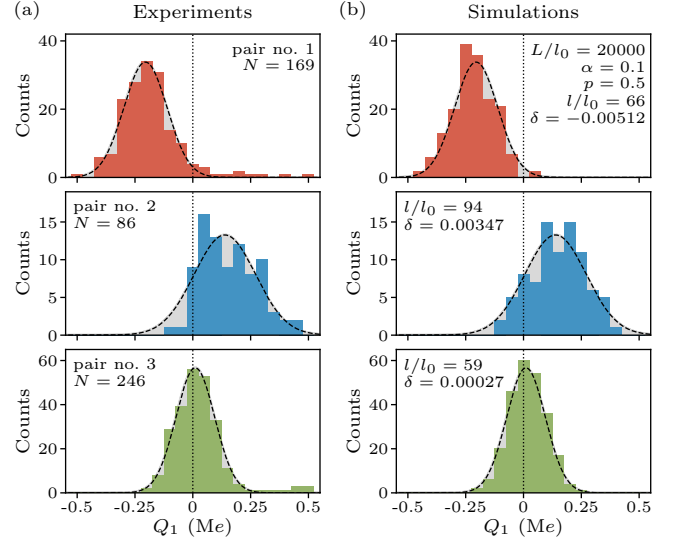 (a) Experiments (b) Simulations
40
20
0
Counts
pair no. 1
N = 169
L/l0 = 20000
α = 0.1
p = 0.5
l/l0 = 66
δ = −0.00512
40
20
0
Counts
15
10
5
0
Counts
pair no. 2
N = 86
l/l0 = 94
δ = 0.00347
15
10
5
0
Counts
60
40
20
0
Counts
pair no. 3
N = 246
l/l0 = 59
δ = 0.00027
60
40
20
0
Counts
-0.5 -0.25 0 0.25 0.5
Q1 (Me)
-0.5 -0.25 0 0.25 0.5
Q1 (Me)